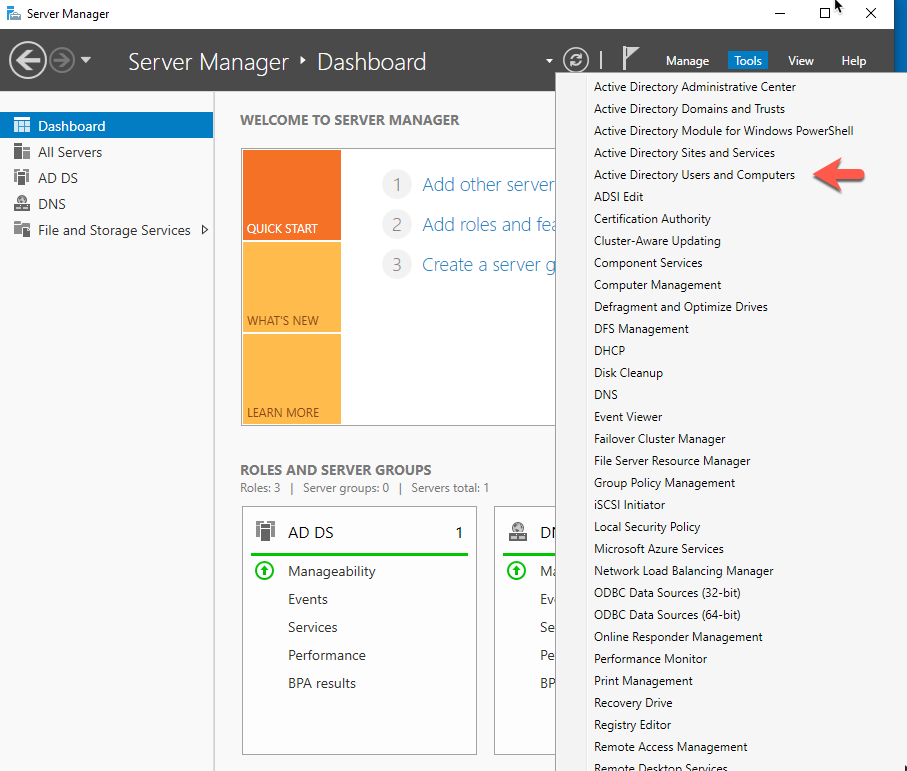 Server Manager
Server Manager ‣ Dashboard
Manage
Tools
View
Help
Dashboard
All Servers
AD DS
DNS
File and Storage Services
WELCOME TO SERVER MANAGER
QUICK START
WHAT'S NEW
LEARN MORE
1 Add other server
2 Add roles and fea
3 Create a server g
ROLES AND SERVER GROUPS
Roles: 3 | Server groups: 0 | Servers total: 1
AD DS 1
Manageability
Events
Services
Performance
BPA results
DN
Ma
Ev
Se
Pe
BP
Active Directory Administrative Center
Active Directory Domains and Trusts
Active Directory Module for Windows PowerShell
Active Directory Sites and Services
Active Directory Users and Computers
ADSI Edit
Certification Authority
Cluster-Aware Updating
Component Services
Computer Management
Defragment and Optimize Drives
DFS Management
DHCP
Disk Cleanup
DNS
Event Viewer
Failover Cluster Manager
File Server Resource Manager
Group Policy Management
iSCSI Initiator
Local Security Policy
Microsoft Azure Services
Network Load Balancing Manager
ODBC Data Sources (32-bit)
ODBC Data Sources (64-bit)
Online Responder Management
Performance Monitor
Print Management
Recovery Drive
Registry Editor
Remote Access Management
Remote Desktop Services